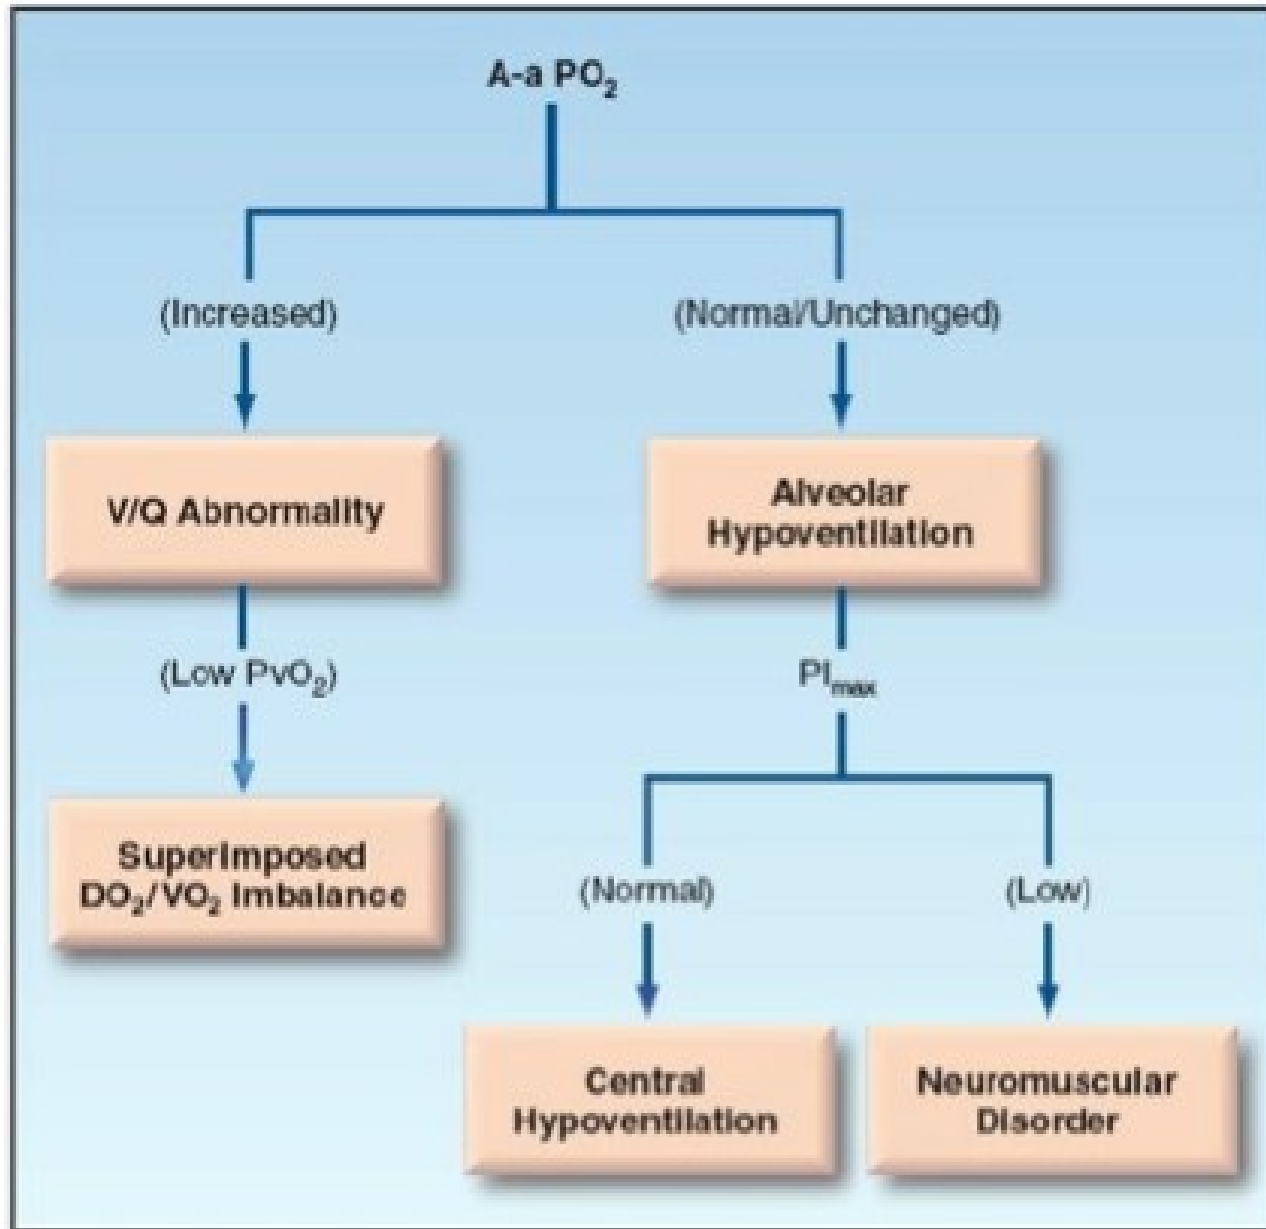 A-a PO₂
(Increased)
(Normal/Unchanged)
V/Q Abnormality
Alveolar
Hypoventilation
(Low PvO₂)
PImax
Superimposed
DO₂/VO₂ Imbalance
(Normal)
(Low)
Central
Hypoventilation
Neuromuscular
Disorder